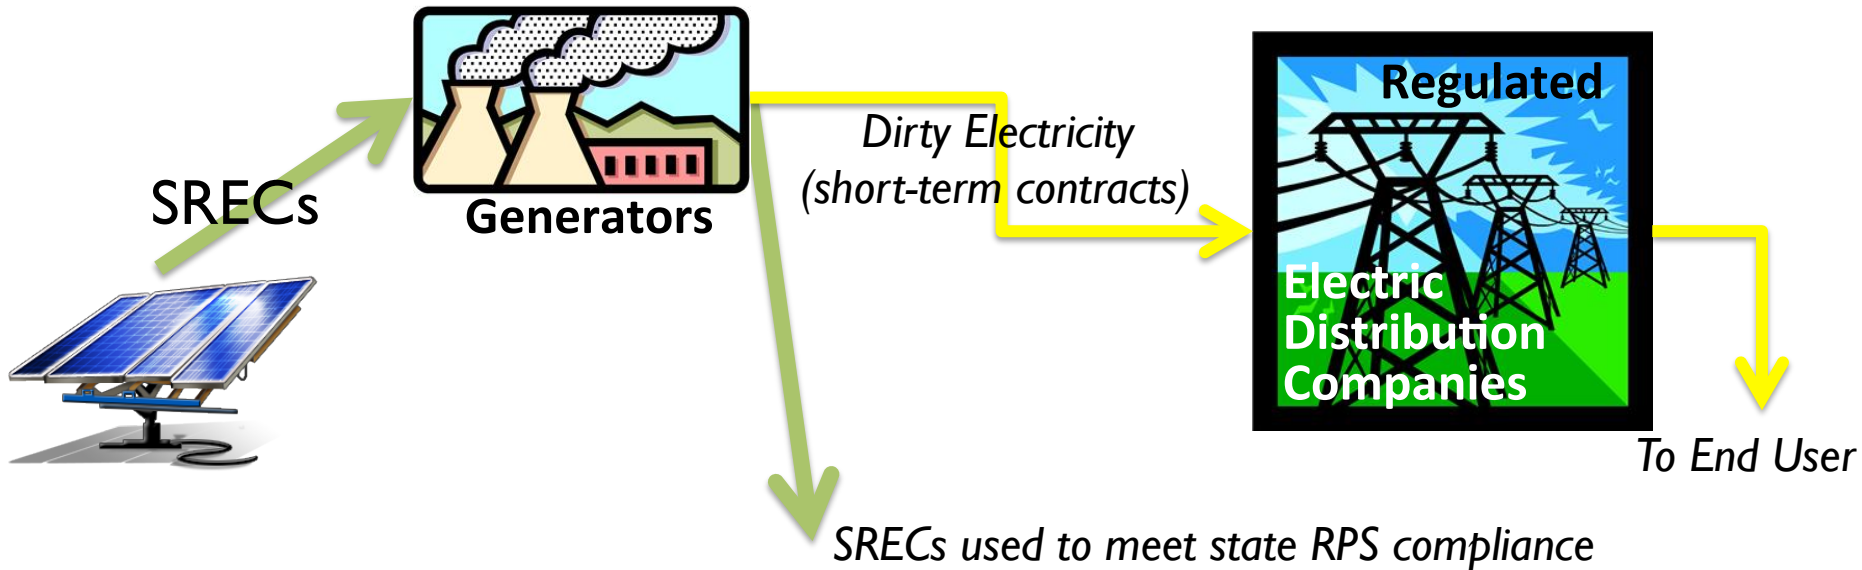 SRECs
Generators
Dirty Electricity
(short-term contracts)
Regulated
Electric
Distribution
Companies
To End User
SRECs used to meet state RPS compliance